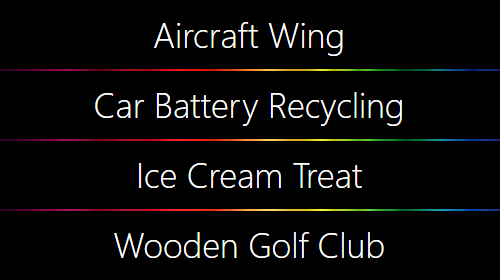 Aircraft Wing
Car Battery Recycling
Ice Cream Treat
Wooden Golf Club